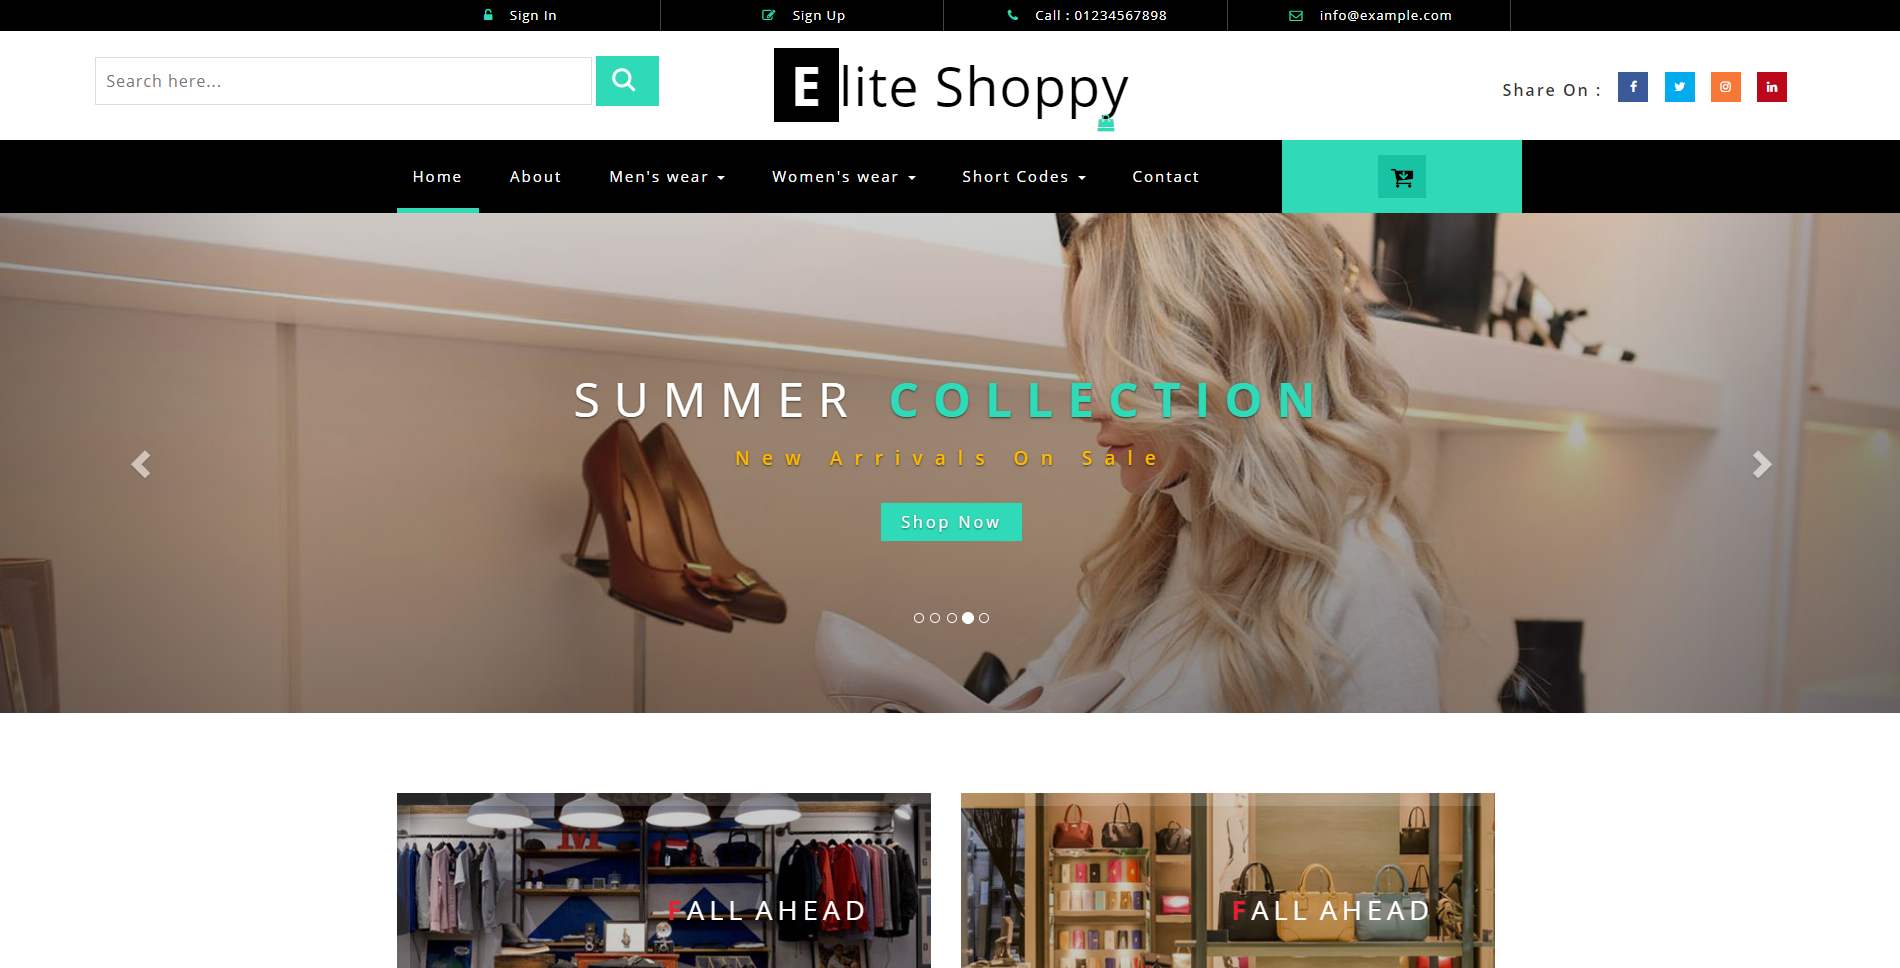 Sign In
Sign Up
Call : 01234567898
info@example.com
Search here...
Elite Shoppy
Share On :
Home
About
Men's wear
Women's wear
Short Codes
Contact
SUMMER COLLECTION
New Arrivals On Sale
Shop Now
FALL AHEAD
FALL AHEAD